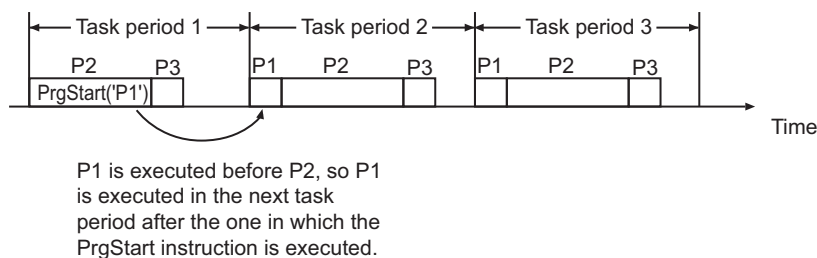 Task period 1 Task period 2 Task period 3
P2 P3 P1 P2 P3 P1 P2 P3
PrgStart('P1')
Time
P1 is executed before P2, so P1
is executed in the next task
period after the one in which the
PrgStart instruction is executed.